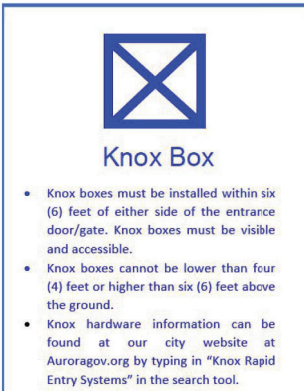 Knox Box
• Knox boxes must be installed within six
(6) feet of either side of the entrance
door/gate. Knox boxes must be visible
and accessible.
• Knox boxes cannot be lower than four
(4) feet or higher than six (6) feet above
the ground.
• Knox hardware information can be
found at our city website at
Auroragov.org by typing in "Knox Rapid
Entry Systems" in the search tool.